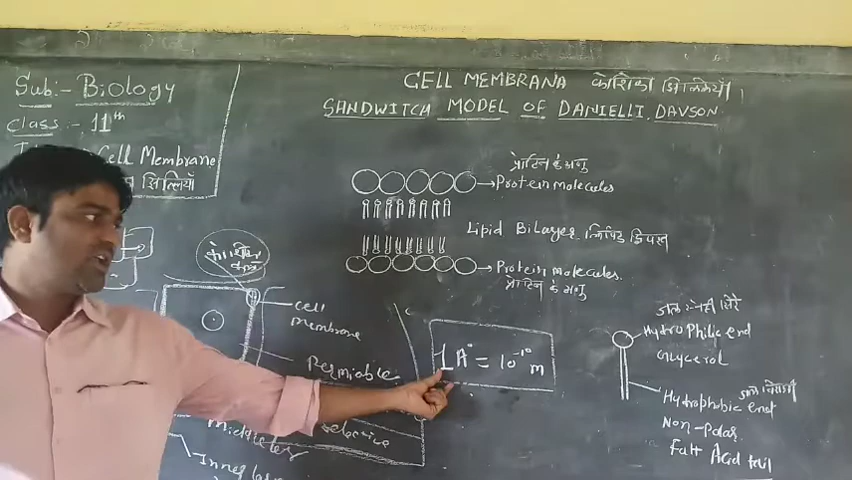 Sub:- Biology
Class:- 11th
Cell Membrane
झिल्लियाँ
CELL MEMBRANA कोशिका झिल्लियाँ
SANDWITCH MODEL OF DANIELLI, DAVSON
प्रोटिन के अणु
Protein molecules
Lipid BiLayer लिपिड द्विपरत
Protein molecules.
प्रोटिन के अणु
Cell
membrane
Permiable
selective
Inner
1 A° = 10⁻¹⁰ m
Hydro Philic end
Glycerol
Hydrophobic end
Non-Polar
Fatt Acid tail